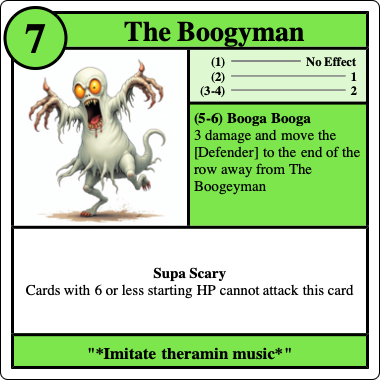 7
The Boogyman
(1) No Effect
(2) 1
(3-4) 2
(5-6) Booga Booga
3 damage and move the
[Defender] to the end of the
row away from The
Boogeyman
Supa Scary
Cards with 6 or less starting HP cannot attack this card
"*Imitate theramin music*"